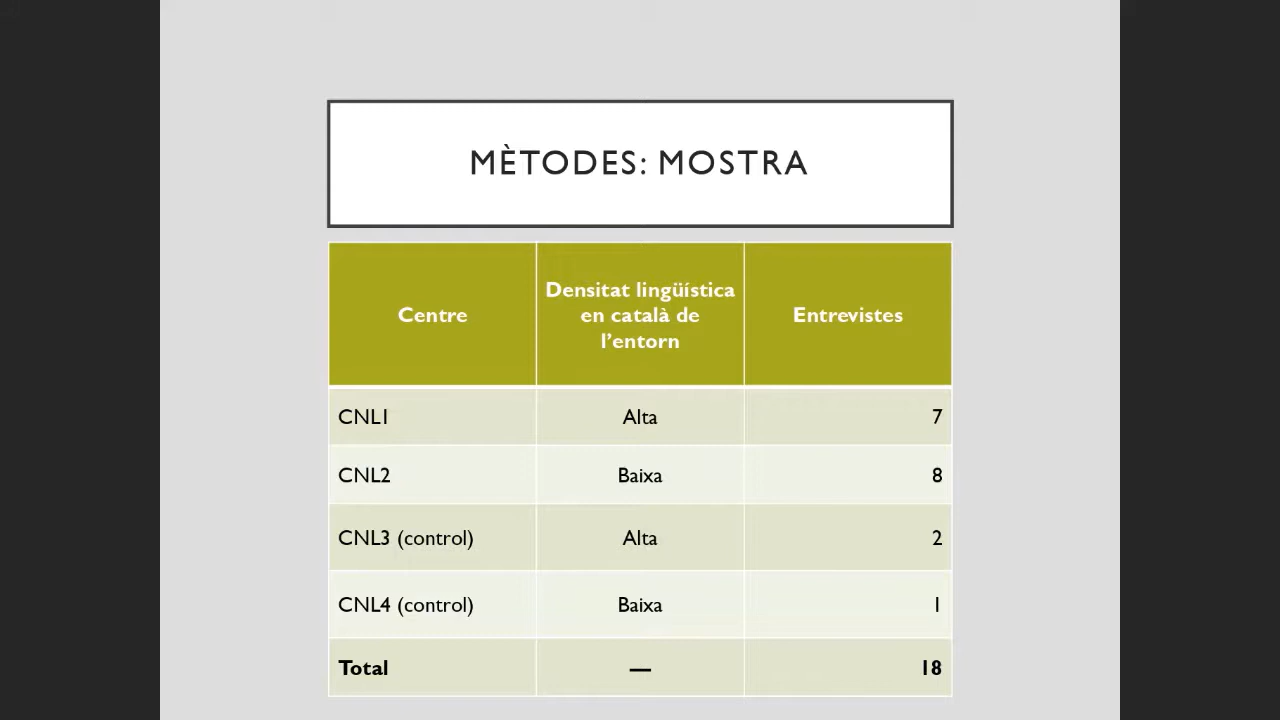 MÈTODES: MOSTRA
Centre
Densitat lingüística
en català de
l’entorn
Entrevistes
CNL1 Alta 7
CNL2 Baixa 8
CNL3 (control) Alta 2
CNL4 (control) Baixa 1
Total — 18